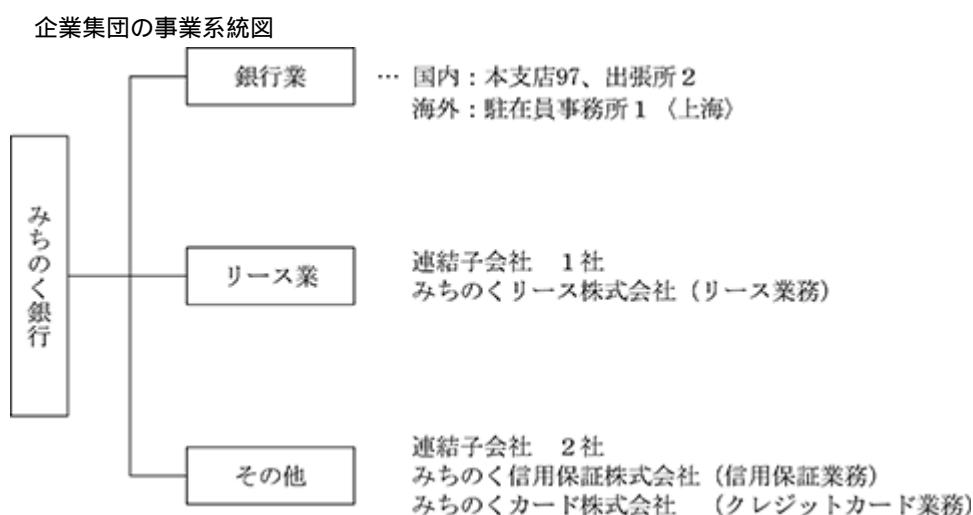 企業集団の事業系統図
みちのく銀行
銀行業 … 国内：本支店97、出張所２
海外：駐在員事務所１〈上海〉
リース業
連結子会社　１社
みちのくリース株式会社（リース業務）
その他
連結子会社　２社
みちのく信用保証株式会社（信用保証業務）
みちのくカード株式会社　（クレジットカード業務）